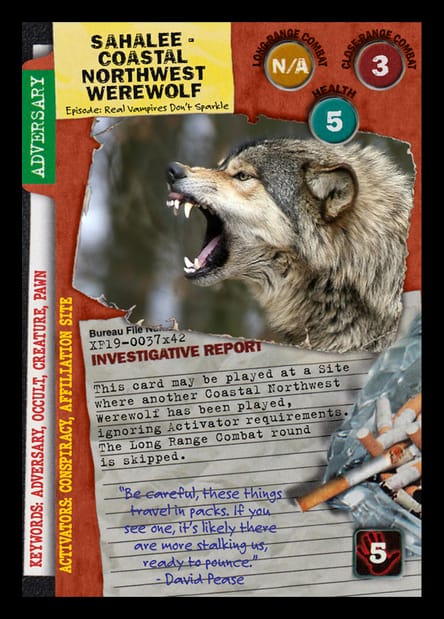 SAHALEE -
COASTAL
NORTHWEST
WEREWOLF
Episode: Real Vampires Don't Sparkle
LONG-RANGE COMBAT
N/A
CLOSE-RANGE COMBAT
3
HEALTH
5
ADVERSARY
KEYWORDS: ADVERSARY, OCCULT, CREATURE, PAWN
ACTIVATORS: CONSPIRACY, AFFILIATION SITE
Bureau File
XF19-0037x42
INVESTIGATIVE REPORT
This card may be played at a Site
where another Coastal Northwest
Werewolf has been played,
ignoring Activator requirements.
The Long Range Combat round
is skipped.
"Be careful, these things
travel in packs. If you
see one, it's likely there
are more stalking us,
ready to pounce."
- David Pease
5